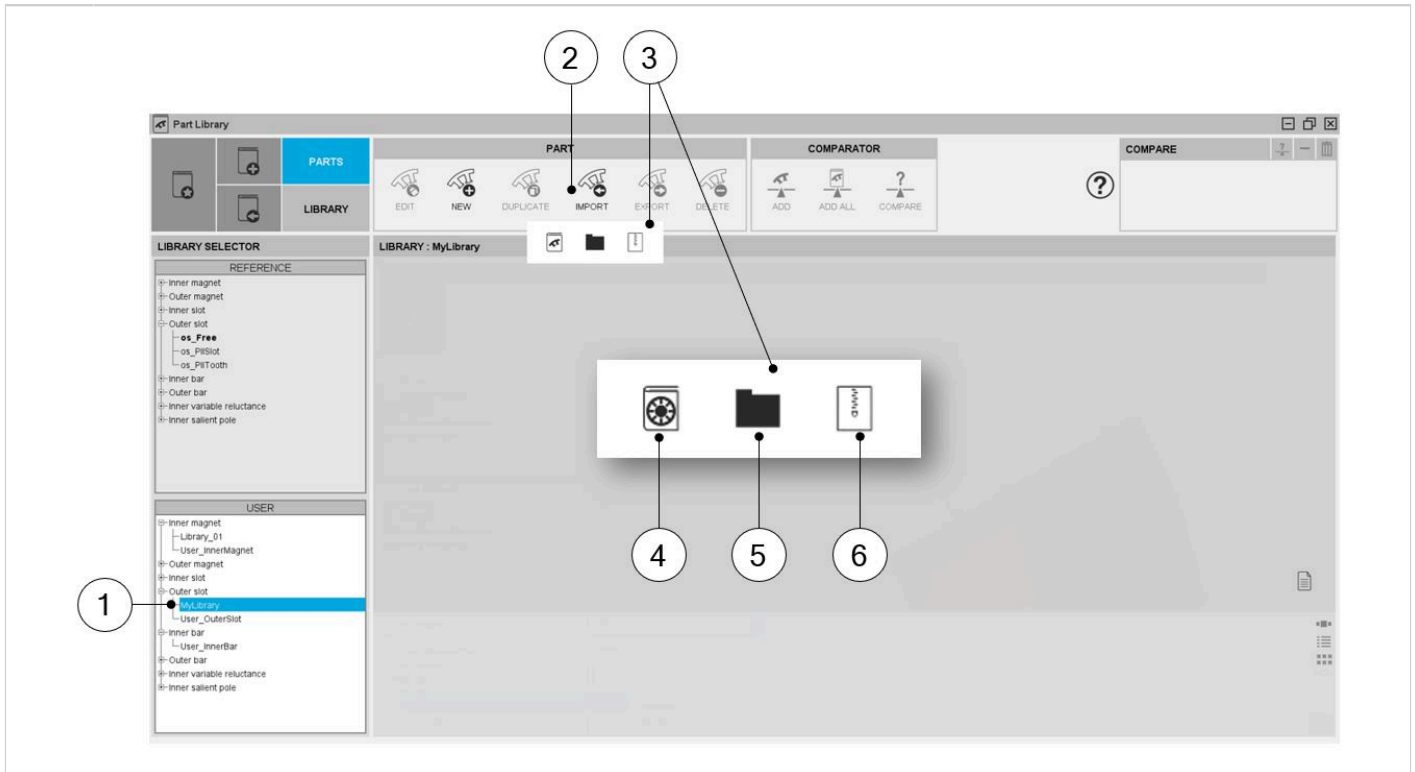 2
3
Part Library
PARTS
LIBRARY
PART
EDIT
NEW
DUPLICATE
IMPORT
EXPORT
DELETE
COMPARATOR
ADD
ADD ALL
?
COMPARE
?
COMPARE
?
LIBRARY SELECTOR
LIBRARY : MyLibrary
REFERENCE
Inner magnet
Outer magnet
Inner slot
Outer slot
os_Free
os_PllSlot
os_PllTooth
Inner bar
Outer bar
Inner variable reluctance
Inner salient pole
3
4
5
6
USER
Inner magnet
Library_01
User_InnerMagnet
Outer magnet
Inner slot
Outer slot
1
MyLibrary
User_OuterSlot
Inner bar
User_InnerBar
Outer bar
Inner variable reluctance
Inner salient pole